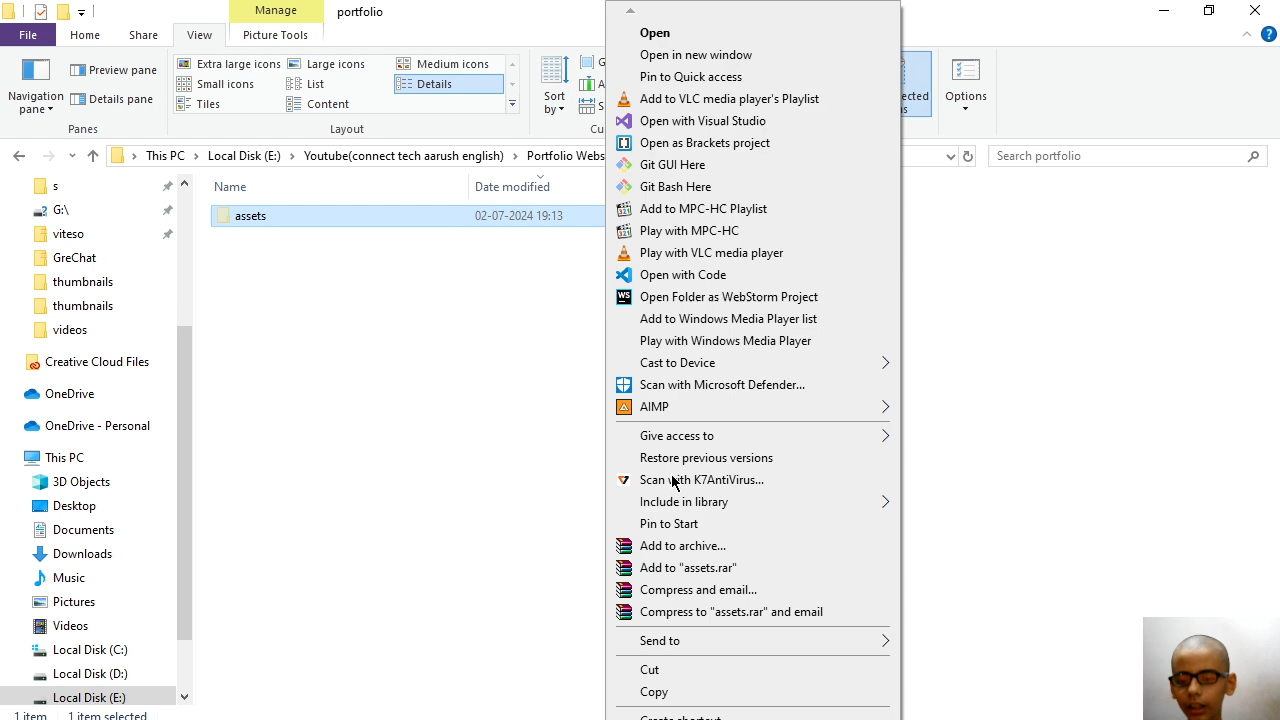 Manage
portfolio
File
Home
Share
View
Picture Tools
Navigation pane
Preview pane
Details pane
Panes
Extra large icons
Large icons
Medium icons
Small icons
List
Details
Tiles
Content
Layout
Sort by
Options
This PC
Local Disk (E:)
Youtube(connect tech aarush english)
Portfolio Webs
Search portfolio
Name
Date modified
assets
02-07-2024 19:13
s
G:\
viteso
GreChat
thumbnails
thumbnails
videos
Creative Cloud Files
OneDrive
OneDrive - Personal
This PC
3D Objects
Desktop
Documents
Downloads
Music
Pictures
Videos
Local Disk (C:)
Local Disk (D:)
Local Disk (E:)
1 item
1 item selected
Open
Open in new window
Pin to Quick access
Add to VLC media player's Playlist
Open with Visual Studio
Open as Brackets project
Git GUI Here
Git Bash Here
Add to MPC-HC Playlist
Play with MPC-HC
Play with VLC media player
Open with Code
Open Folder as WebStorm Project
Add to Windows Media Player list
Play with Windows Media Player
Cast to Device
Scan with Microsoft Defender...
AIMP
Give access to
Restore previous versions
Scan with K7AntiVirus...
Include in library
Pin to Start
Add to archive...
Add to "assets.rar"
Compress and email...
Compress to "assets.rar" and email
Send to
Cut
Copy
Create shortcut